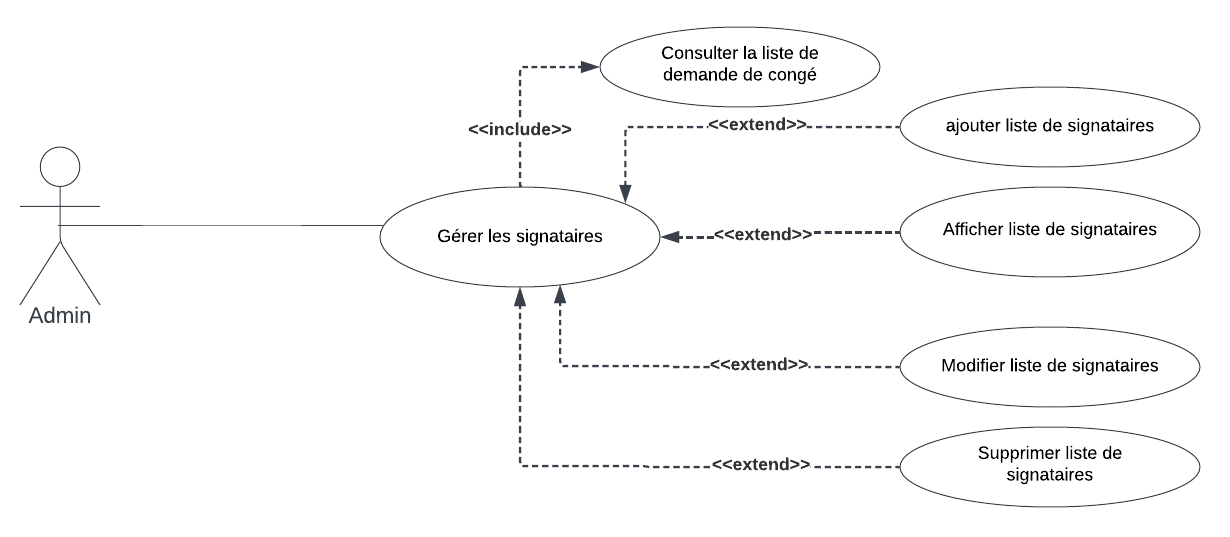 Consulter la liste de
demande de congé
<<include>>
<<extend>>
ajouter liste de signataires
Gérer les signataires
<<extend>>
Afficher liste de signataires
Admin
<<extend>>
Modifier liste de signataires
<<extend>>
Supprimer liste de
signataires